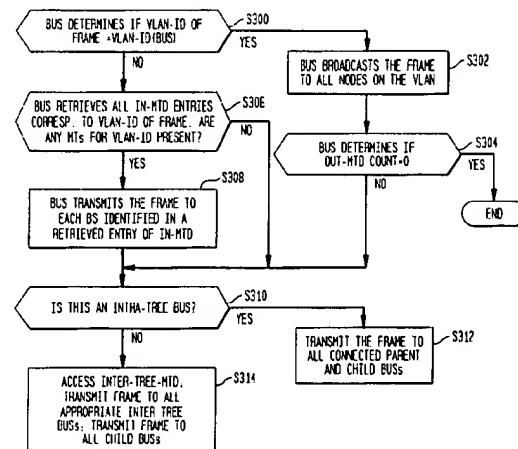 BUS DETERMINES IF VLAN-ID OF
FRAME =VLAN-ID(BUS)
S300
YES
NO
BUS BROADCASTS THE FRAME
TO ALL NODES ON THE VLAN
S302
BUS RETRIEVES ALL IN-MTD ENTRIES
CORRESP. TO VLAN-ID OF FRAME. ARE
ANY MTs FOR VLAN-ID PRESENT?
S306
NO
YES
BUS DETERMINES IF
OUT-MTD COUNT=0
S304
YES
NO
END
BUS TRANSMITS THE FRAME TO
EACH BS IDENTIFIED IN A
RETRIEVED ENTRY OF IN-MTD
S308
IS THIS AN INTRA-TREE BUS?
S310
YES
NO
TRANSMIT THE FRAME TO
ALL CONNECTED PARENT
AND CHILD BUSs
S312
ACCESS INTER-TREE-MTD,
TRANSMIT FRAME TO ALL
APPROPRIATE INTER TREE
BUSs; TRANSMIT FRAME TO
ALL CHILD BUSs
S314